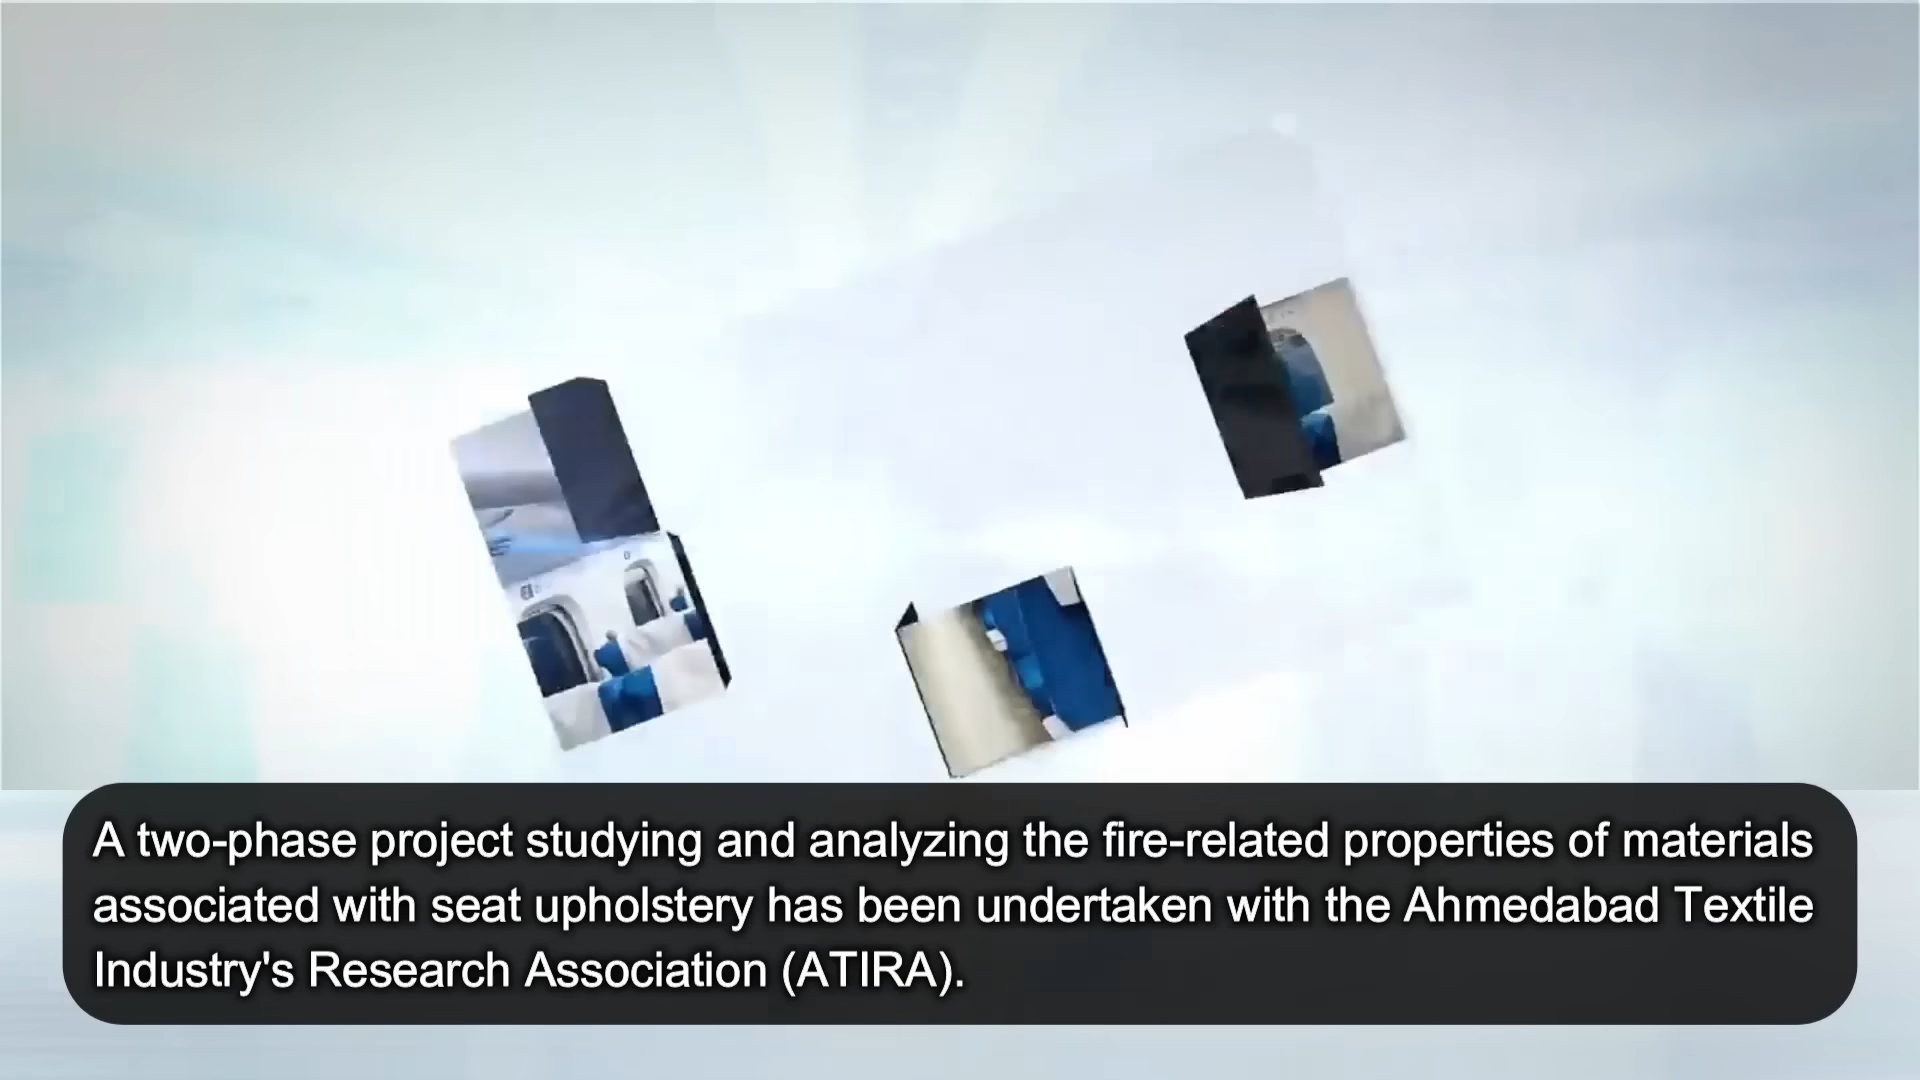 A two-phase project studying and analyzing the fire-related properties of materials
associated with seat upholstery has been undertaken with the Ahmedabad Textile
Industry's Research Association (ATIRA).